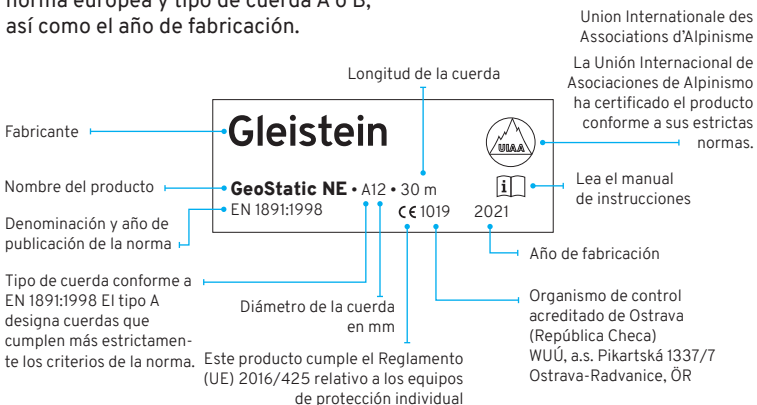 norma europea y tipo de cuerda A o B,
así como el año de fabricación.
Union Internationale des
Associations d'Alpinisme
La Unión Internacional de
Asociaciones de Alpinismo
ha certificado el producto
conforme a sus estrictas
normas.
Longitud de la cuerda
Fabricante
Gleistein
UIAA
Nombre del producto
GeoStatic NE • A12 • 30 m
i
Lea el manual
de instrucciones
EN 1891:1998
CE 1019
2021
Denominación y año de
publicación de la norma
Año de fabricación
Tipo de cuerda conforme a
EN 1891:1998 El tipo A
designa cuerdas que
cumplen más estrictamen-
te los criterios de la norma.
Diámetro de la cuerda
en mm
Organismo de control
acreditado de Ostrava
(República Checa)
WUÚ, a.s. Pikartská 1337/7
Ostrava-Radvanice, ÖR
Este producto cumple el Reglamento
(UE) 2016/425 relativo a los equipos
de protección individual